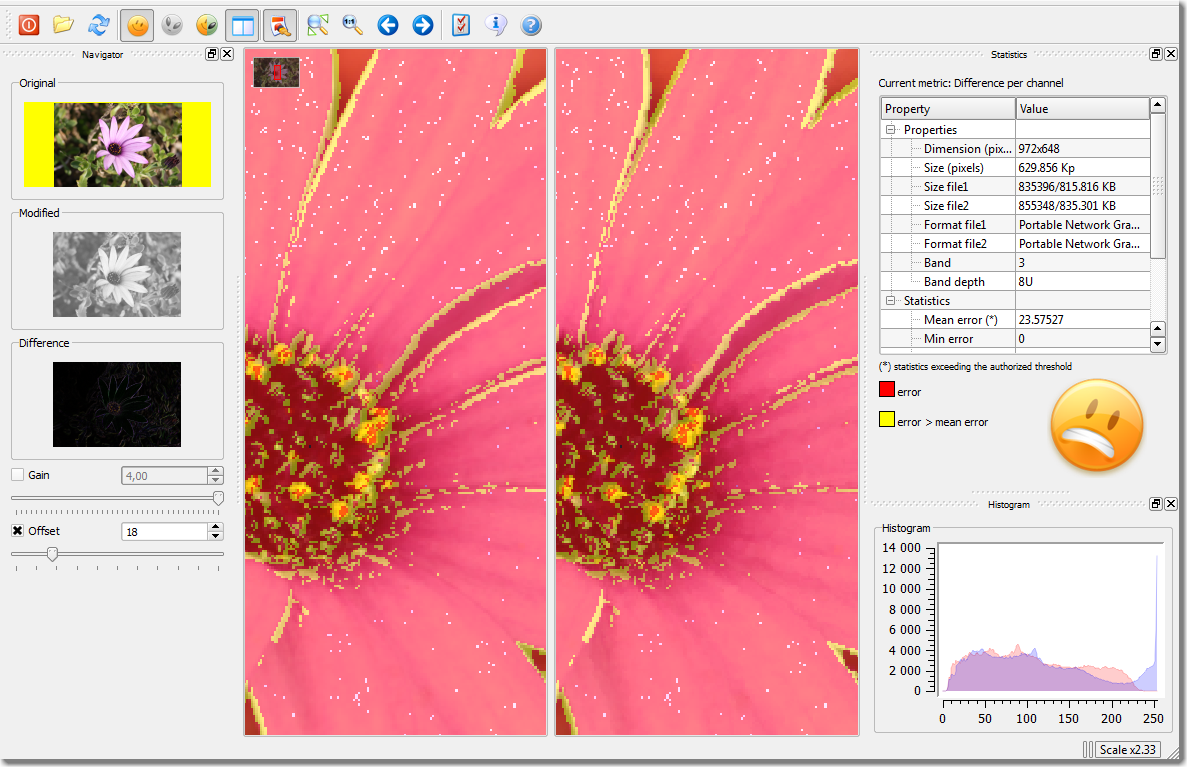 1:1
Navigator
Original
Modified
Difference
Gain
4,00
Offset
18
Statistics
Current metric: Difference per channel
Property Value
Properties
Dimension (pix... 972x648
Size (pixels) 629.856 Kp
Size file1 835396/815.816 KB
Size file2 855348/835.301 KB
Format file1 Portable Network Gra...
Format file2 Portable Network Gra...
Band 3
Band depth 8U
Statistics
Mean error (*) 23.57527
Min error 0
(*) statistics exceeding the authorized threshold
error
error > mean error
Histogram
Histogram
14 000
12 000
10 000
8 000
6 000
4 000
2 000
0
0 50 100 150 200 250
Scale x2.33